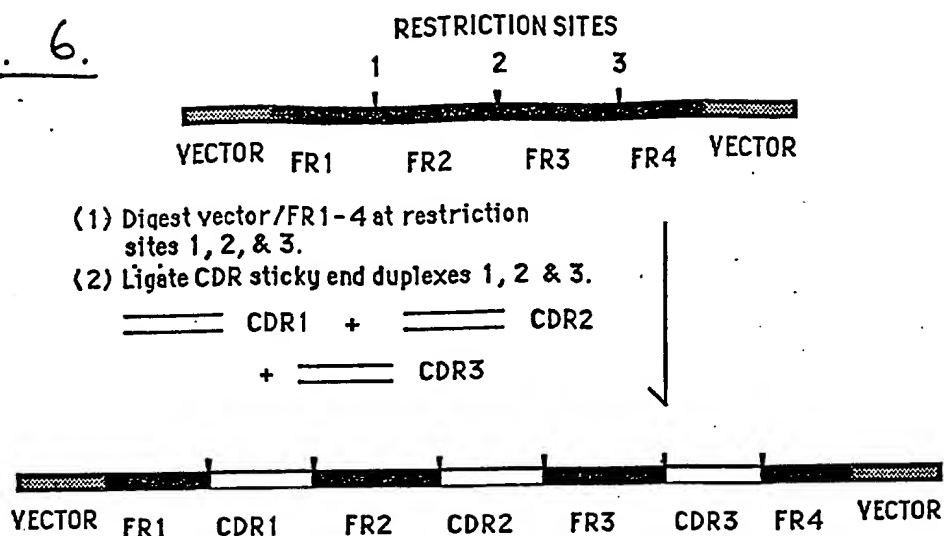 . 6.
RESTRICTION SITES
1 2 3
VECTOR FR1 FR2 FR3 FR4 VECTOR
(1) Digest vector/FR1-4 at restriction
sites 1, 2, & 3.
(2) Ligate CDR sticky end duplexes 1, 2 & 3.
CDR1 + CDR2
+ CDR3
VECTOR FR1 CDR1 FR2 CDR2 FR3 CDR3 FR4 VECTOR